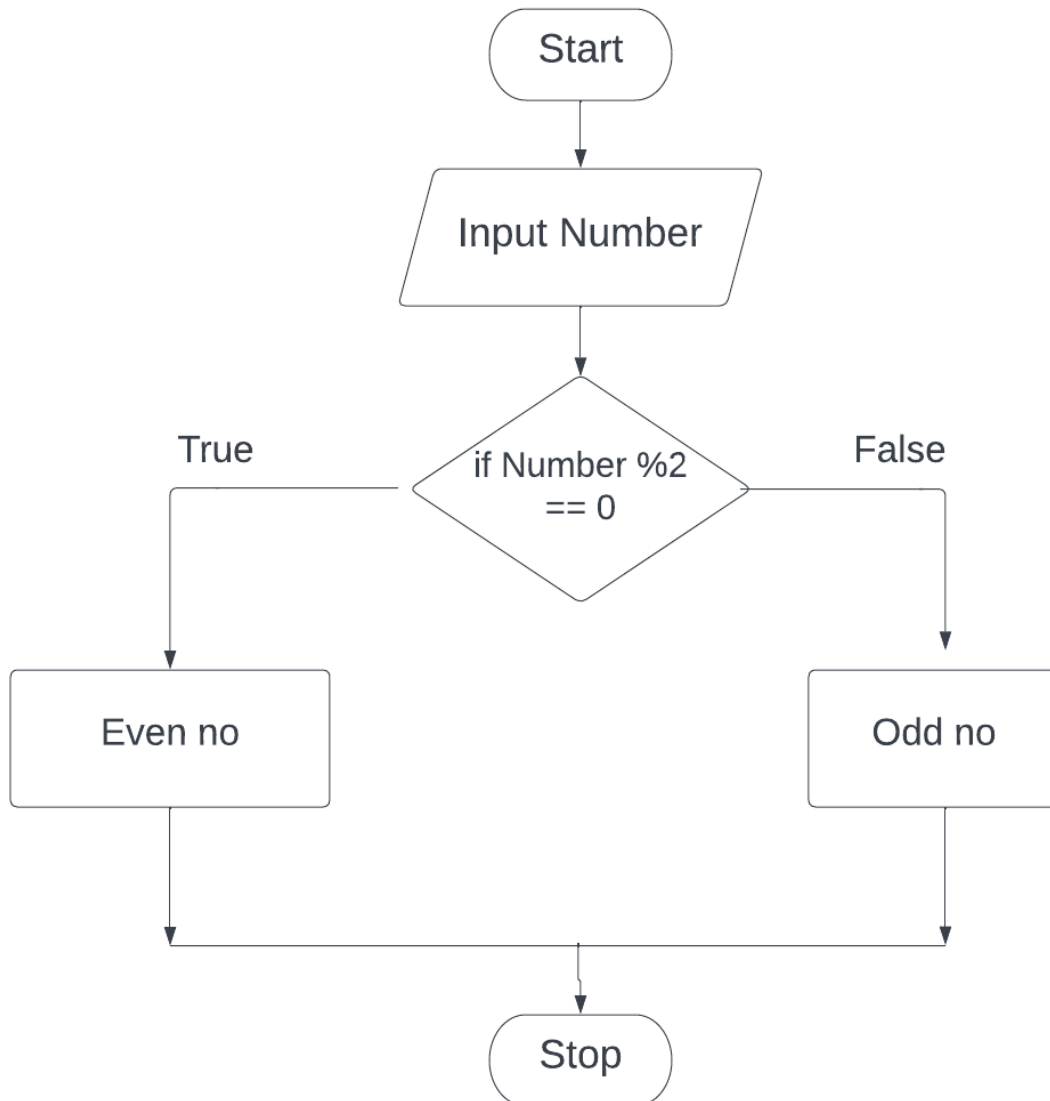 Start
Input Number
True
if Number %2
== 0
False
Even no
Odd no
Stop